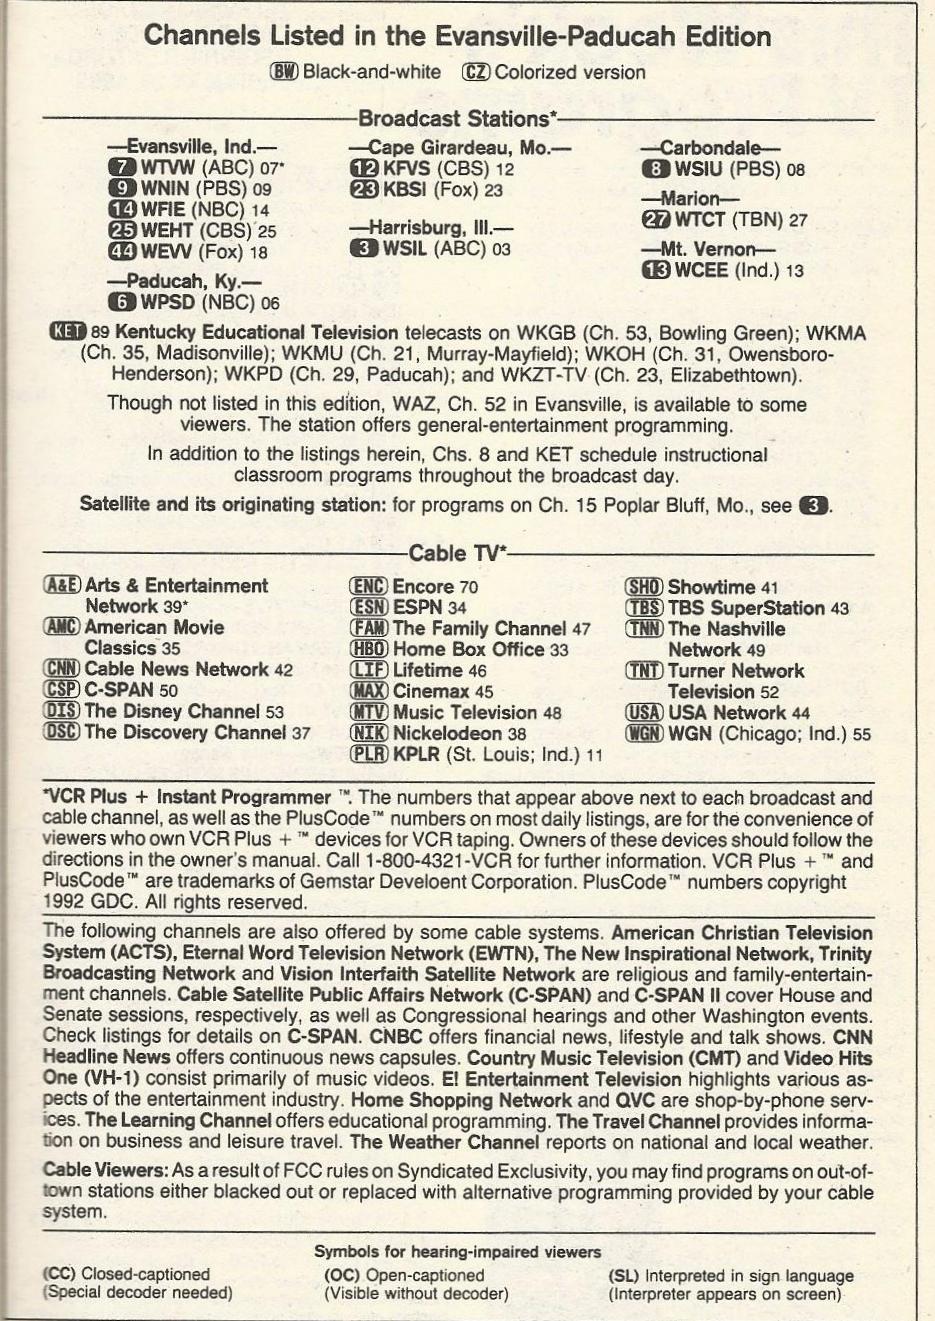 Channels Listed in the Evansville-Paducah Edition
BW Black-and-white CZ Colorized version
Broadcast Stations*
—Evansville, Ind.—
7 WTVW (ABC) 07*
9 WNIN (PBS) 09
14 WFIE (NBC) 14
25 WEHT (CBS) 25
44 WEVV (Fox) 18
—Paducah, Ky.—
6 WPSD (NBC) 06
—Cape Girardeau, Mo.—
12 KFVS (CBS) 12
23 KBSI (Fox) 23
—Harrisburg, Ill.—
3 WSIL (ABC) 03
—Carbondale—
8 WSIU (PBS) 08
—Marion—
27 WTCT (TBN) 27
—Mt. Vernon—
13 WCEE (Ind.) 13
KET 89 Kentucky Educational Television telecasts on WKGB (Ch. 53, Bowling Green); WKMA
(Ch. 35, Madisonville); WKMU (Ch. 21, Murray-Mayfield); WKOH (Ch. 31, Owensboro-
Henderson); WKPD (Ch. 29, Paducah); and WKZT-TV (Ch. 23, Elizabethtown).
Though not listed in this edition, WAZ, Ch. 52 in Evansville, is available to some
viewers. The station offers general-entertainment programming.
In addition to the listings herein, Chs. 8 and KET schedule instructional
classroom programs throughout the broadcast day.
Satellite and its originating station: for programs on Ch. 15 Poplar Bluff, Mo., see 3.
Cable TV*
A&E Arts & Entertainment
Network 39*
AMC American Movie
Classics 35
CNN Cable News Network 42
CSP C-SPAN 50
DIS The Disney Channel 53
DSC The Discovery Channel 37
ENC Encore 70
ESN ESPN 34
FAM The Family Channel 47
HBO Home Box Office 33
LIF Lifetime 46
MAX Cinemax 45
MTV Music Television 48
NIK Nickelodeon 38
PLR KPLR (St. Louis; Ind.) 11
SHO Showtime 41
TBS TBS SuperStation 43
TNN The Nashville
Network 49
TNT Turner Network
Television 52
USA USA Network 44
WGN WGN (Chicago; Ind.) 55
*VCR Plus + Instant Programmer ™. The numbers that appear above next to each broadcast and
cable channel, as well as the PlusCode™ numbers on most daily listings, are for the convenience of
viewers who own VCR Plus + ™ devices for VCR taping. Owners of these devices should follow the
directions in the owner's manual. Call 1-800-4321-VCR for further information. VCR Plus + ™ and
PlusCode™ are trademarks of Gemstar Develoent Corporation. PlusCode™ numbers copyright
1992 GDC. All rights reserved.
The following channels are also offered by some cable systems. American Christian Television
System (ACTS), Eternal Word Television Network (EWTN), The New Inspirational Network, Trinity
Broadcasting Network and Vision Interfaith Satellite Network are religious and family-entertain-
ment channels. Cable Satellite Public Affairs Network (C-SPAN) and C-SPAN II cover House and
Senate sessions, respectively, as well as Congressional hearings and other Washington events.
Check listings for details on C-SPAN. CNBC offers financial news, lifestyle and talk shows. CNN
Headline News offers continuous news capsules. Country Music Television (CMT) and Video Hits
One (VH-1) consist primarily of music videos. E! Entertainment Television highlights various as-
pects of the entertainment industry. Home Shopping Network and QVC are shop-by-phone serv-
ices. The Learning Channel offers educational programming. The Travel Channel provides informa-
tion on business and leisure travel. The Weather Channel reports on national and local weather.
Cable Viewers: As a result of FCC rules on Syndicated Exclusivity, you may find programs on out-of-
town stations either blacked out or replaced with alternative programming provided by your cable
system.
Symbols for hearing-impaired viewers
(CC) Closed-captioned
(Special decoder needed)
(OC) Open-captioned
(Visible without decoder)
(SL) Interpreted in sign language
(Interpreter appears on screen)